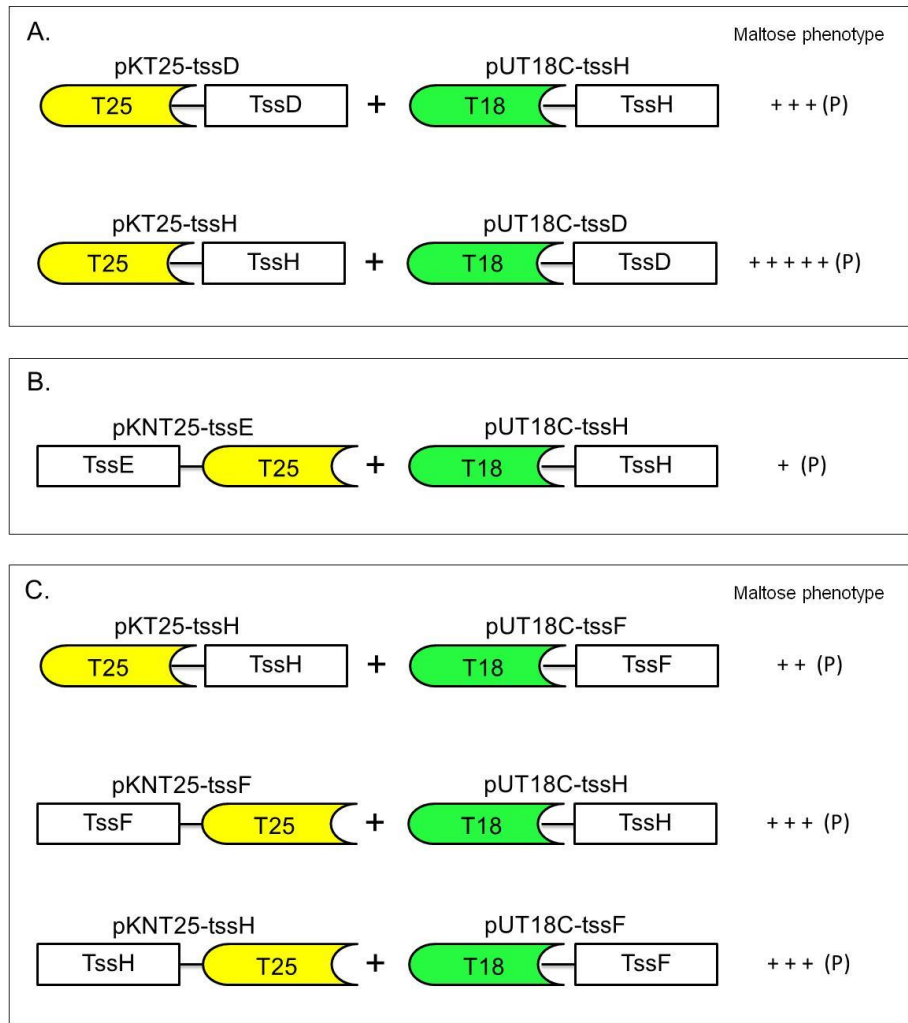 A.
Maltose phenotype
pKT25-tssD pUT18C-tssH
T25 TssD + T18 TssH + + + (P)
pKT25-tssH pUT18C-tssD
T25 TssH + T18 TssD + + + + + (P)
B.
pKNT25-tssE pUT18C-tssH
TssE T25 + T18 TssH + (P)
C.
Maltose phenotype
pKT25-tssH pUT18C-tssF
T25 TssH + T18 TssF + + (P)
pKNT25-tssF pUT18C-tssH
TssF T25 + T18 TssH + + + (P)
pKNT25-tssH pUT18C-tssF
TssH T25 + T18 TssF + + + (P)